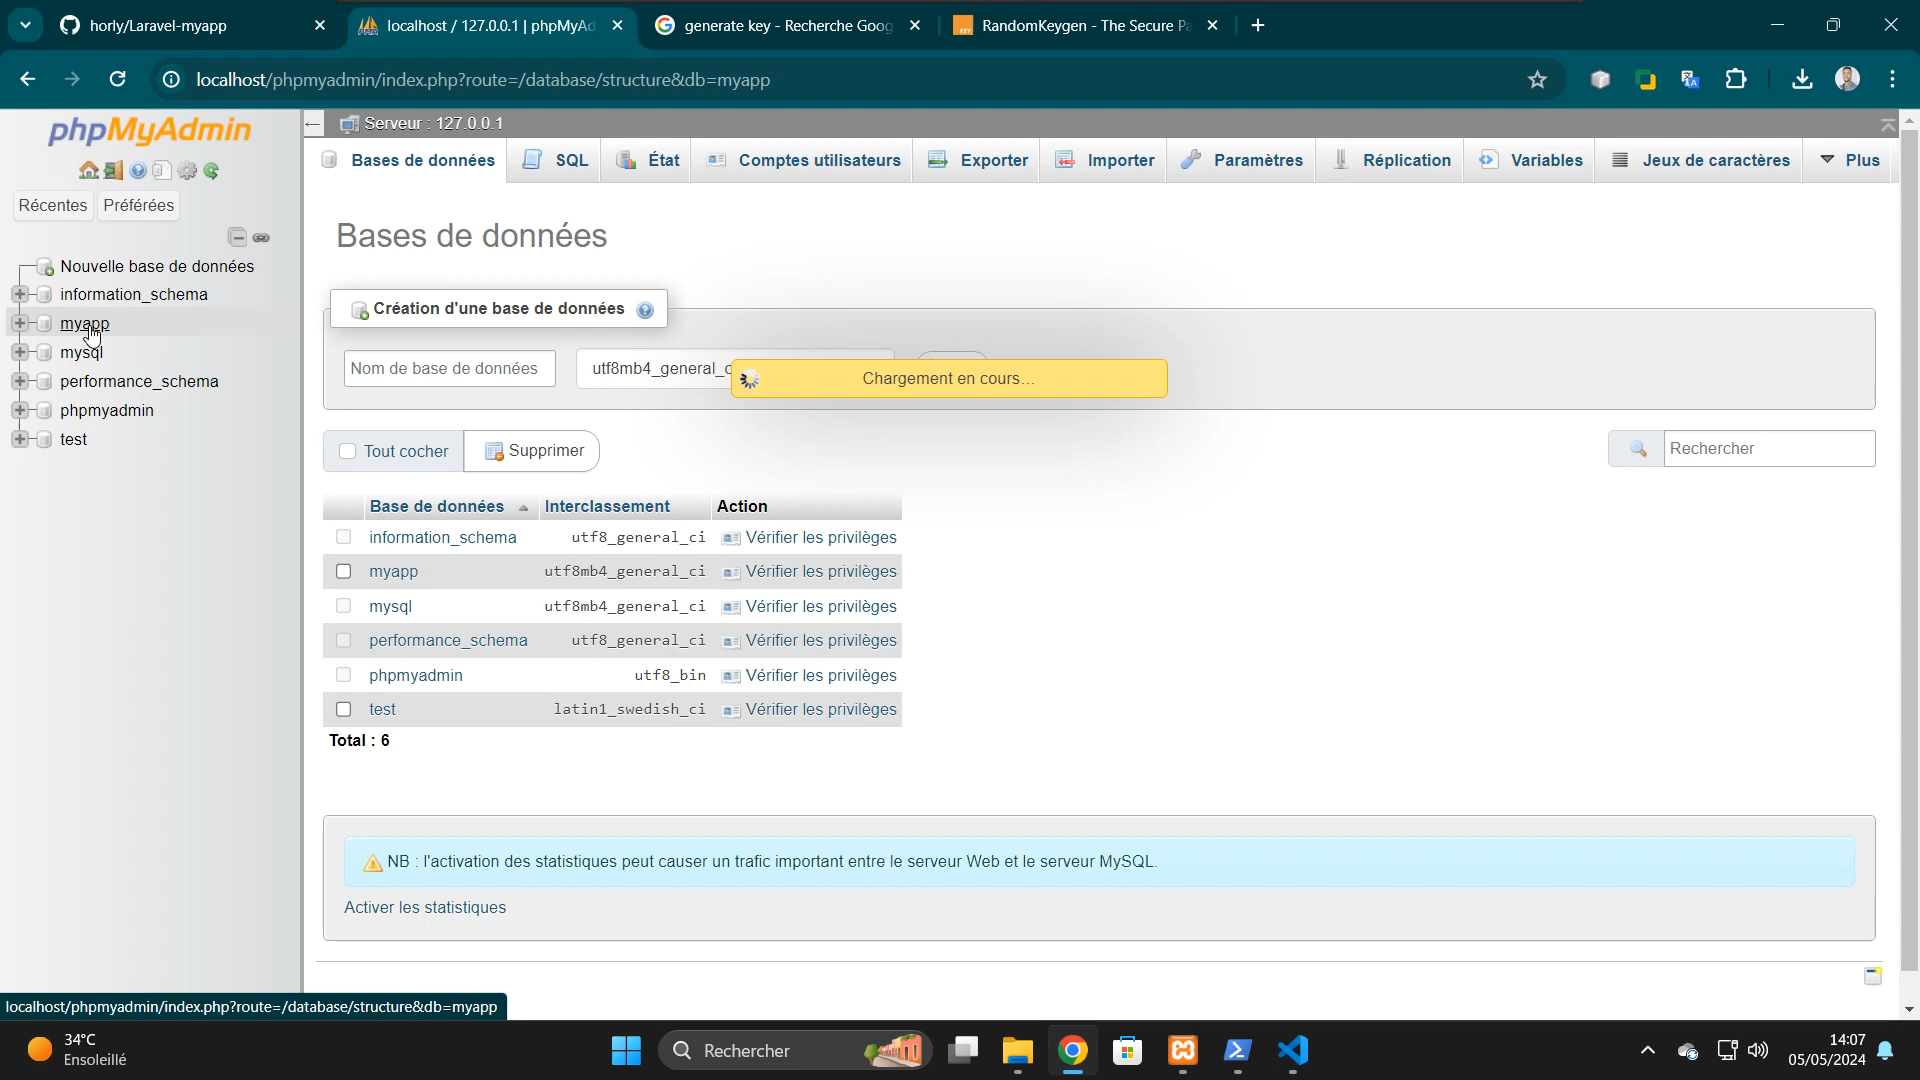 horly/Laravel-myapp
localhost / 127.0.0.1 | phpMyAd
generate key - Recherche Goog
RandomKeygen - The Secure Pa
localhost/phpmyadmin/index.php?route=/database/structure&db=myapp
phpMyAdmin
Récentes
Préférées
Nouvelle base de données
information_schema
myapp
mysql
performance_schema
phpmyadmin
test
Serveur : 127.0.0.1
Bases de données
SQL
État
Comptes utilisateurs
Exporter
Importer
Paramètres
Réplication
Variables
Jeux de caractères
Plus
Bases de données
Création d'une base de données
Nom de base de données
utf8mb4_general_c
Chargement en cours…
Tout cocher
Supprimer
Rechercher
Base de données Interclassement Action
information_schema utf8_general_ci Vérifier les privilèges
myapp utf8mb4_general_ci Vérifier les privilèges
mysql utf8mb4_general_ci Vérifier les privilèges
performance_schema utf8_general_ci Vérifier les privilèges
phpmyadmin utf8_bin Vérifier les privilèges
test latin1_swedish_ci Vérifier les privilèges
Total : 6
NB : l'activation des statistiques peut causer un trafic important entre le serveur Web et le serveur MySQL.
Activer les statistiques
localhost/phpmyadmin/index.php?route=/database/structure&db=myapp
34°C
Ensoleillé
Rechercher
14:07
05/05/2024